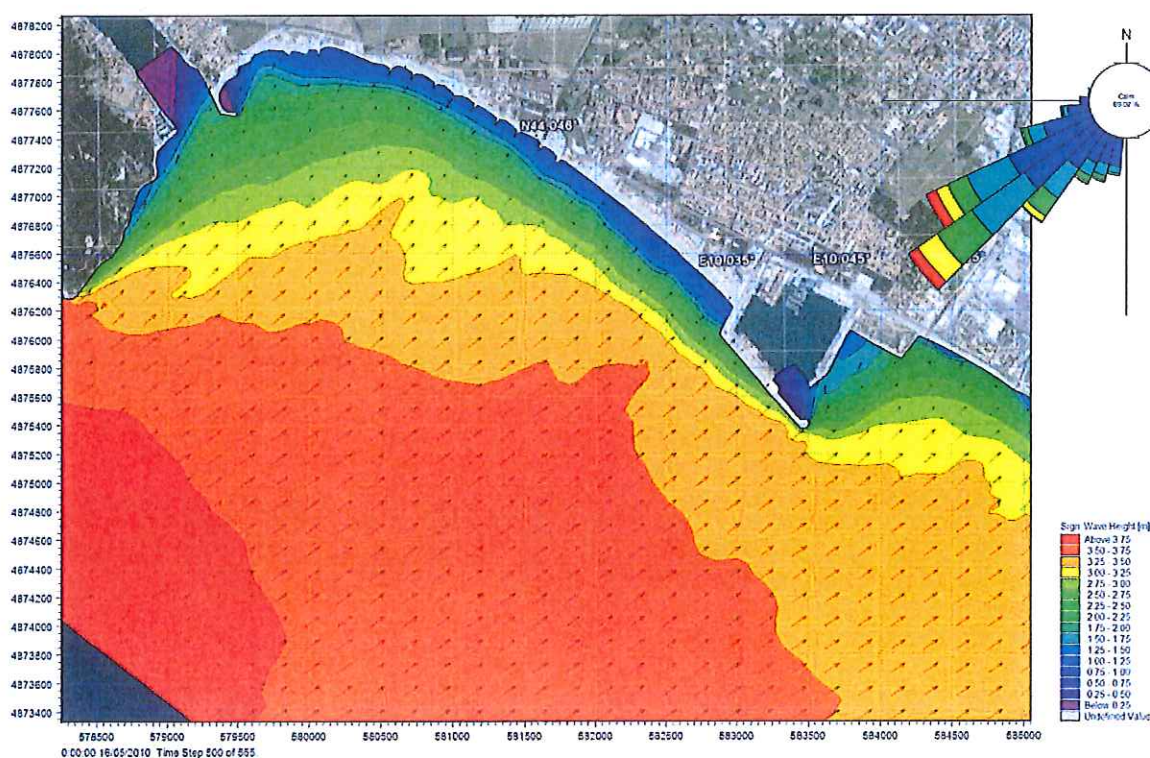 4878200
4878000
4877800
4877600
4877400
4877200
4877000
4876800
4876600
4876400
4876200
4876000
4875800
4875600
4875400
4875200
4875000
4874800
4874600
4874400
4874200
4874000
4873800
4873600
4873400
578500 579000 579500 580000 580500 581000 581500 582000 582500 583000 583500 584000 584500 585000
0:00:00 16/05/2010 Time Step 500 of 555.
N44.046°
E10.035°
E10.045°
N
Calm
Sign. Wave Height [m]
Above 3.75
3.50 - 3.75
3.25 - 3.50
3.00 - 3.25
2.75 - 3.00
2.50 - 2.75
2.25 - 2.50
2.00 - 2.25
1.75 - 2.00
1.50 - 1.75
1.25 - 1.50
1.00 - 1.25
0.75 - 1.00
0.50 - 0.75
0.25 - 0.50
Below 0.25
Undefined Value